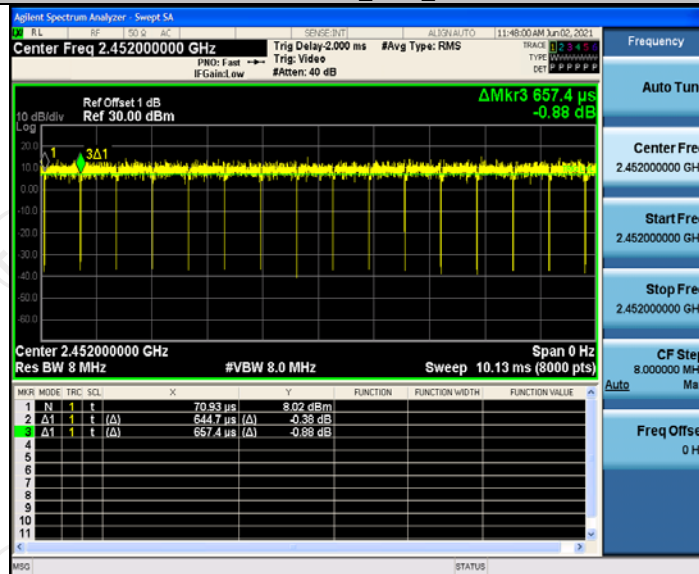 Agilent Spectrum Analyzer - Swept SA
RL RF 50 Ω AC SENSE:INT ALIGN AUTO 11:48:00 AM Jun 02, 2021
Center Freq 2.452000000 GHz
PNO: Fast
IFGain:Low
Trig Delay-2.000 ms
Trig: Video
#Atten: 40 dB
#Avg Type: RMS
TRACE 1 2 3 4 5 6
TYPE W
DET P P P P P P
ΔMkr3 657.4 µs
-0.88 dB
Ref Offset 1 dB
10 dB/div Ref 30.00 dBm
Log
20.0
10.0
0.00
-10.0
-20.0
-30.0
-40.0
-50.0
-60.0
1
3Δ1
Center 2.452000000 GHz Span 0 Hz
Res BW 8 MHz #VBW 8.0 MHz Sweep 10.13 ms (8000 pts)
MKR MODE TRC SCL X Y FUNCTION FUNCTION WIDTH FUNCTION VALUE
1 N 1 t 70.93 µs 8.02 dBm
2 Δ1 1 t (Δ) 644.7 µs (Δ) -0.38 dB
3 Δ1 1 t (Δ) 657.4 µs (Δ) -0.88 dB
4
5
6
7
8
9
10
11
MSG STATUS
Frequency
Auto Tun
Center Fre
2.452000000 GH
Start Fre
2.452000000 GH
Stop Fre
2.452000000 GH
CF Ste
8.000000 MH
Auto Ma
Freq Offse
0 H